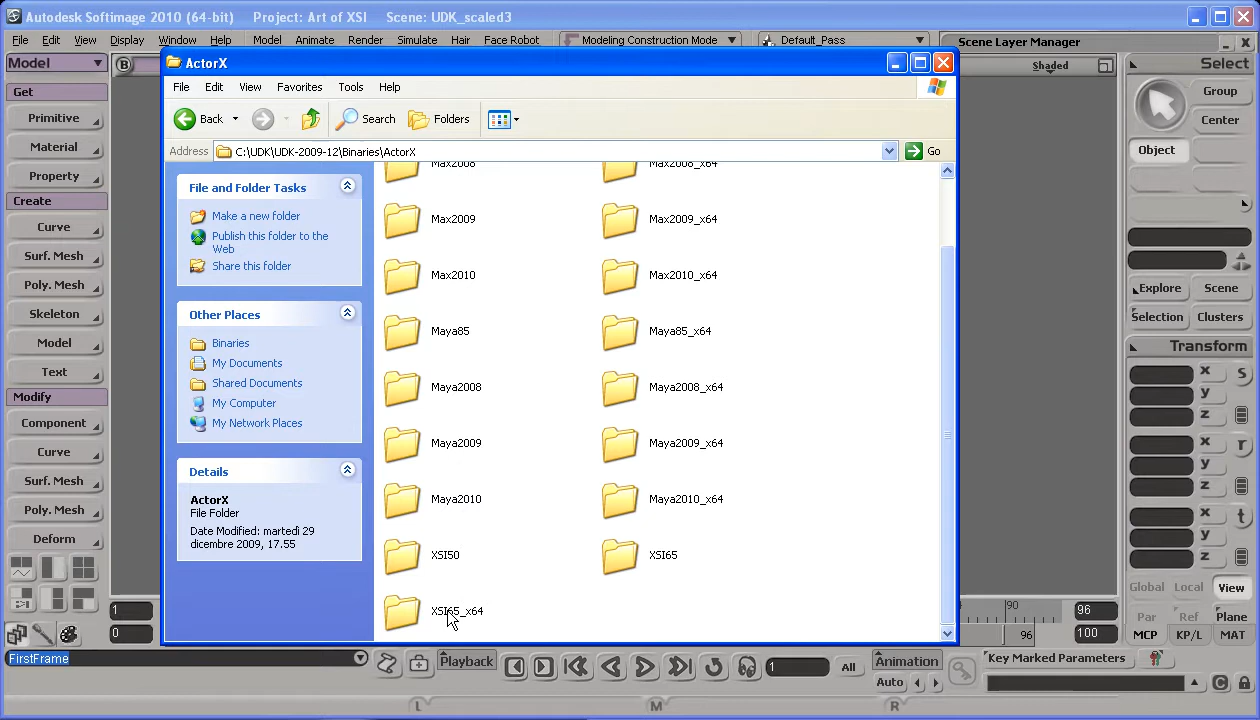 Autodesk Softimage 2010 (64-bit) Project: Art of XSI Scene: UDK_scaled3
File Edit View Display Window Help Model Animate Render Simulate Hair Face Robot Modeling Construction Mode Default_Pass Scene Layer Manager
Model
B
Shaded
Select
Get
Primitive
Material
Property
Create
Curve
Surf. Mesh
Poly. Mesh
Skeleton
Model
Text
Modify
Component
Curve
Surf. Mesh
Poly. Mesh
Deform
ActorX
File Edit View Favorites Tools Help
Back Search Folders
Address C:\UDK\UDK-2009-12\Binaries\ActorX Go
File and Folder Tasks
Make a new folder
Publish this folder to the
Web
Share this folder
Other Places
Binaries
My Documents
Shared Documents
My Computer
My Network Places
Details
ActorX
File Folder
Date Modified: martedì 29
dicembre 2009, 17.55
Max2008 Max2008_x64
Max2009 Max2009_x64
Max2010 Max2010_x64
Maya85 Maya85_x64
Maya2008 Maya2008_x64
Maya2009 Maya2009_x64
Maya2010 Maya2010_x64
XSI50 XSI65
XSI65_x64
Group
Center
Object
Explore Scene
Selection Clusters
Transform
x s
y
z
x r
y
z
x t
y
z
Global Local View
Par Ref Plane
MCP KP/L MAT
1 90 96
0 96 100
FirstFrame Playback 1 All Animation Key Marked Parameters
Auto
L M R